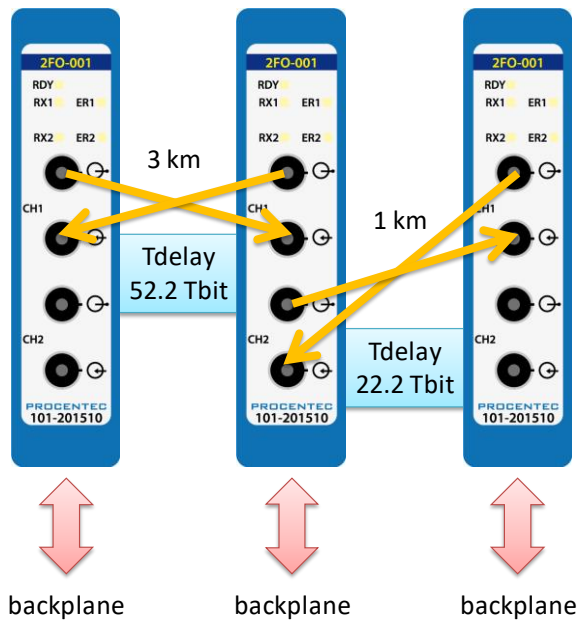 2FO-001
RDY
RX1 ER1
RX2 ER2
CH1
CH2
PROCENTEC
101-201510
3 km
Tdelay
52.2 Tbit
2FO-001
RDY
RX1 ER1
RX2 ER2
CH1
CH2
PROCENTEC
101-201510
1 km
Tdelay
22.2 Tbit
2FO-001
RDY
RX1 ER1
RX2 ER2
CH1
CH2
PROCENTEC
101-201510
backplane
backplane
backplane